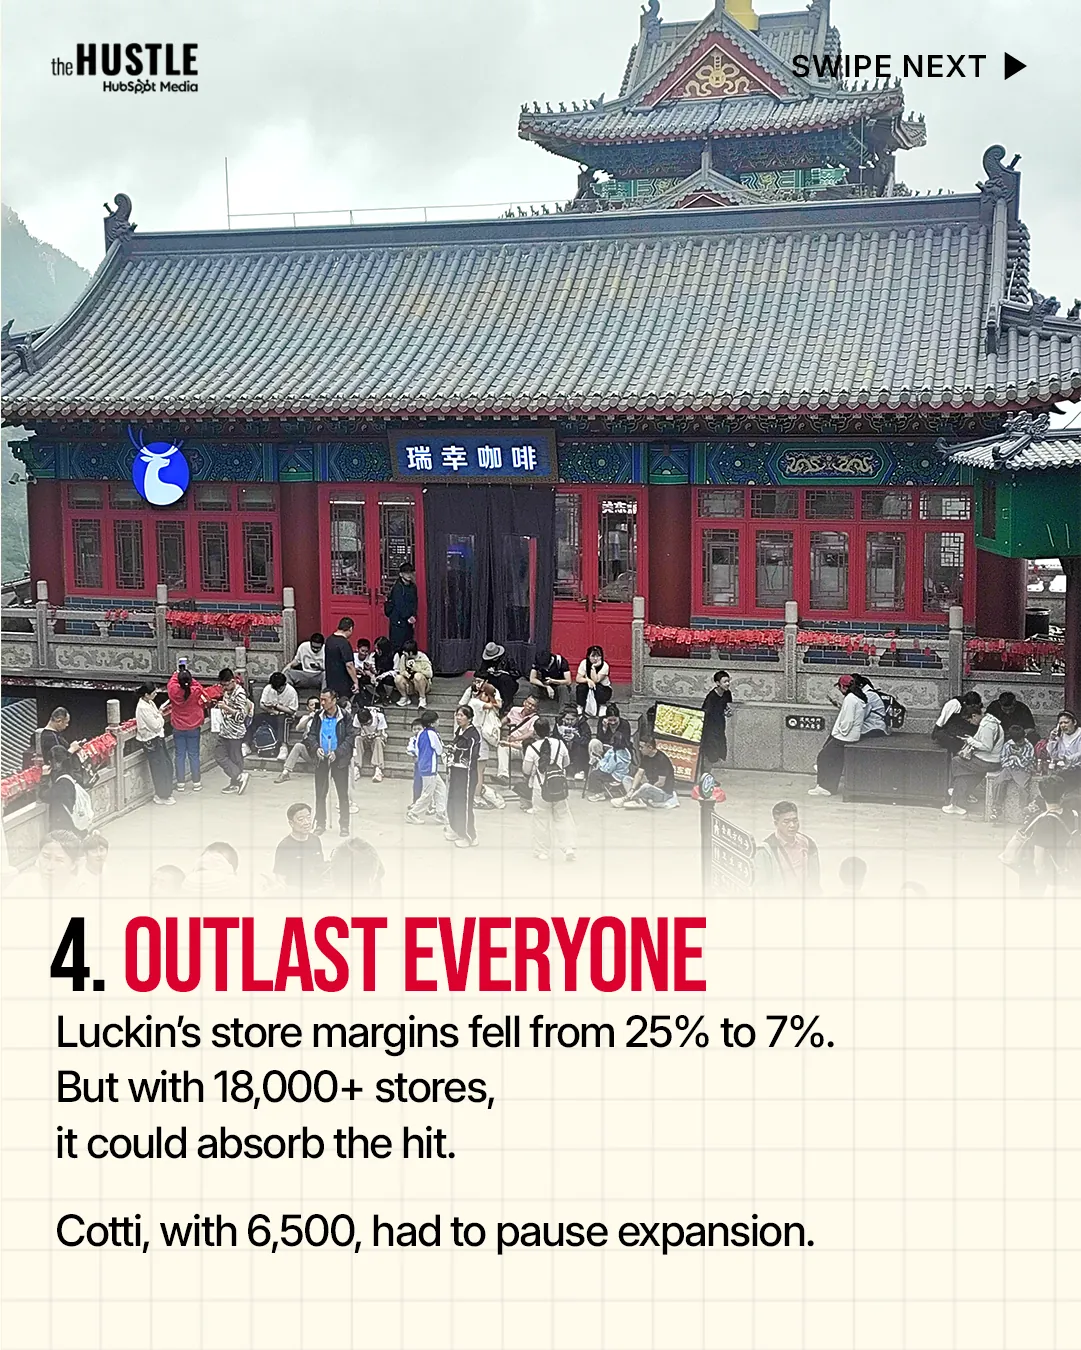 the HUSTLE
HubSpot Media
SWIPE NEXT
瑞幸咖啡
4. OUTLAST EVERYONE
Luckin's store margins fell from 25% to 7%.
But with 18,000+ stores,
it could absorb the hit.
Cotti, with 6,500, had to pause expansion.